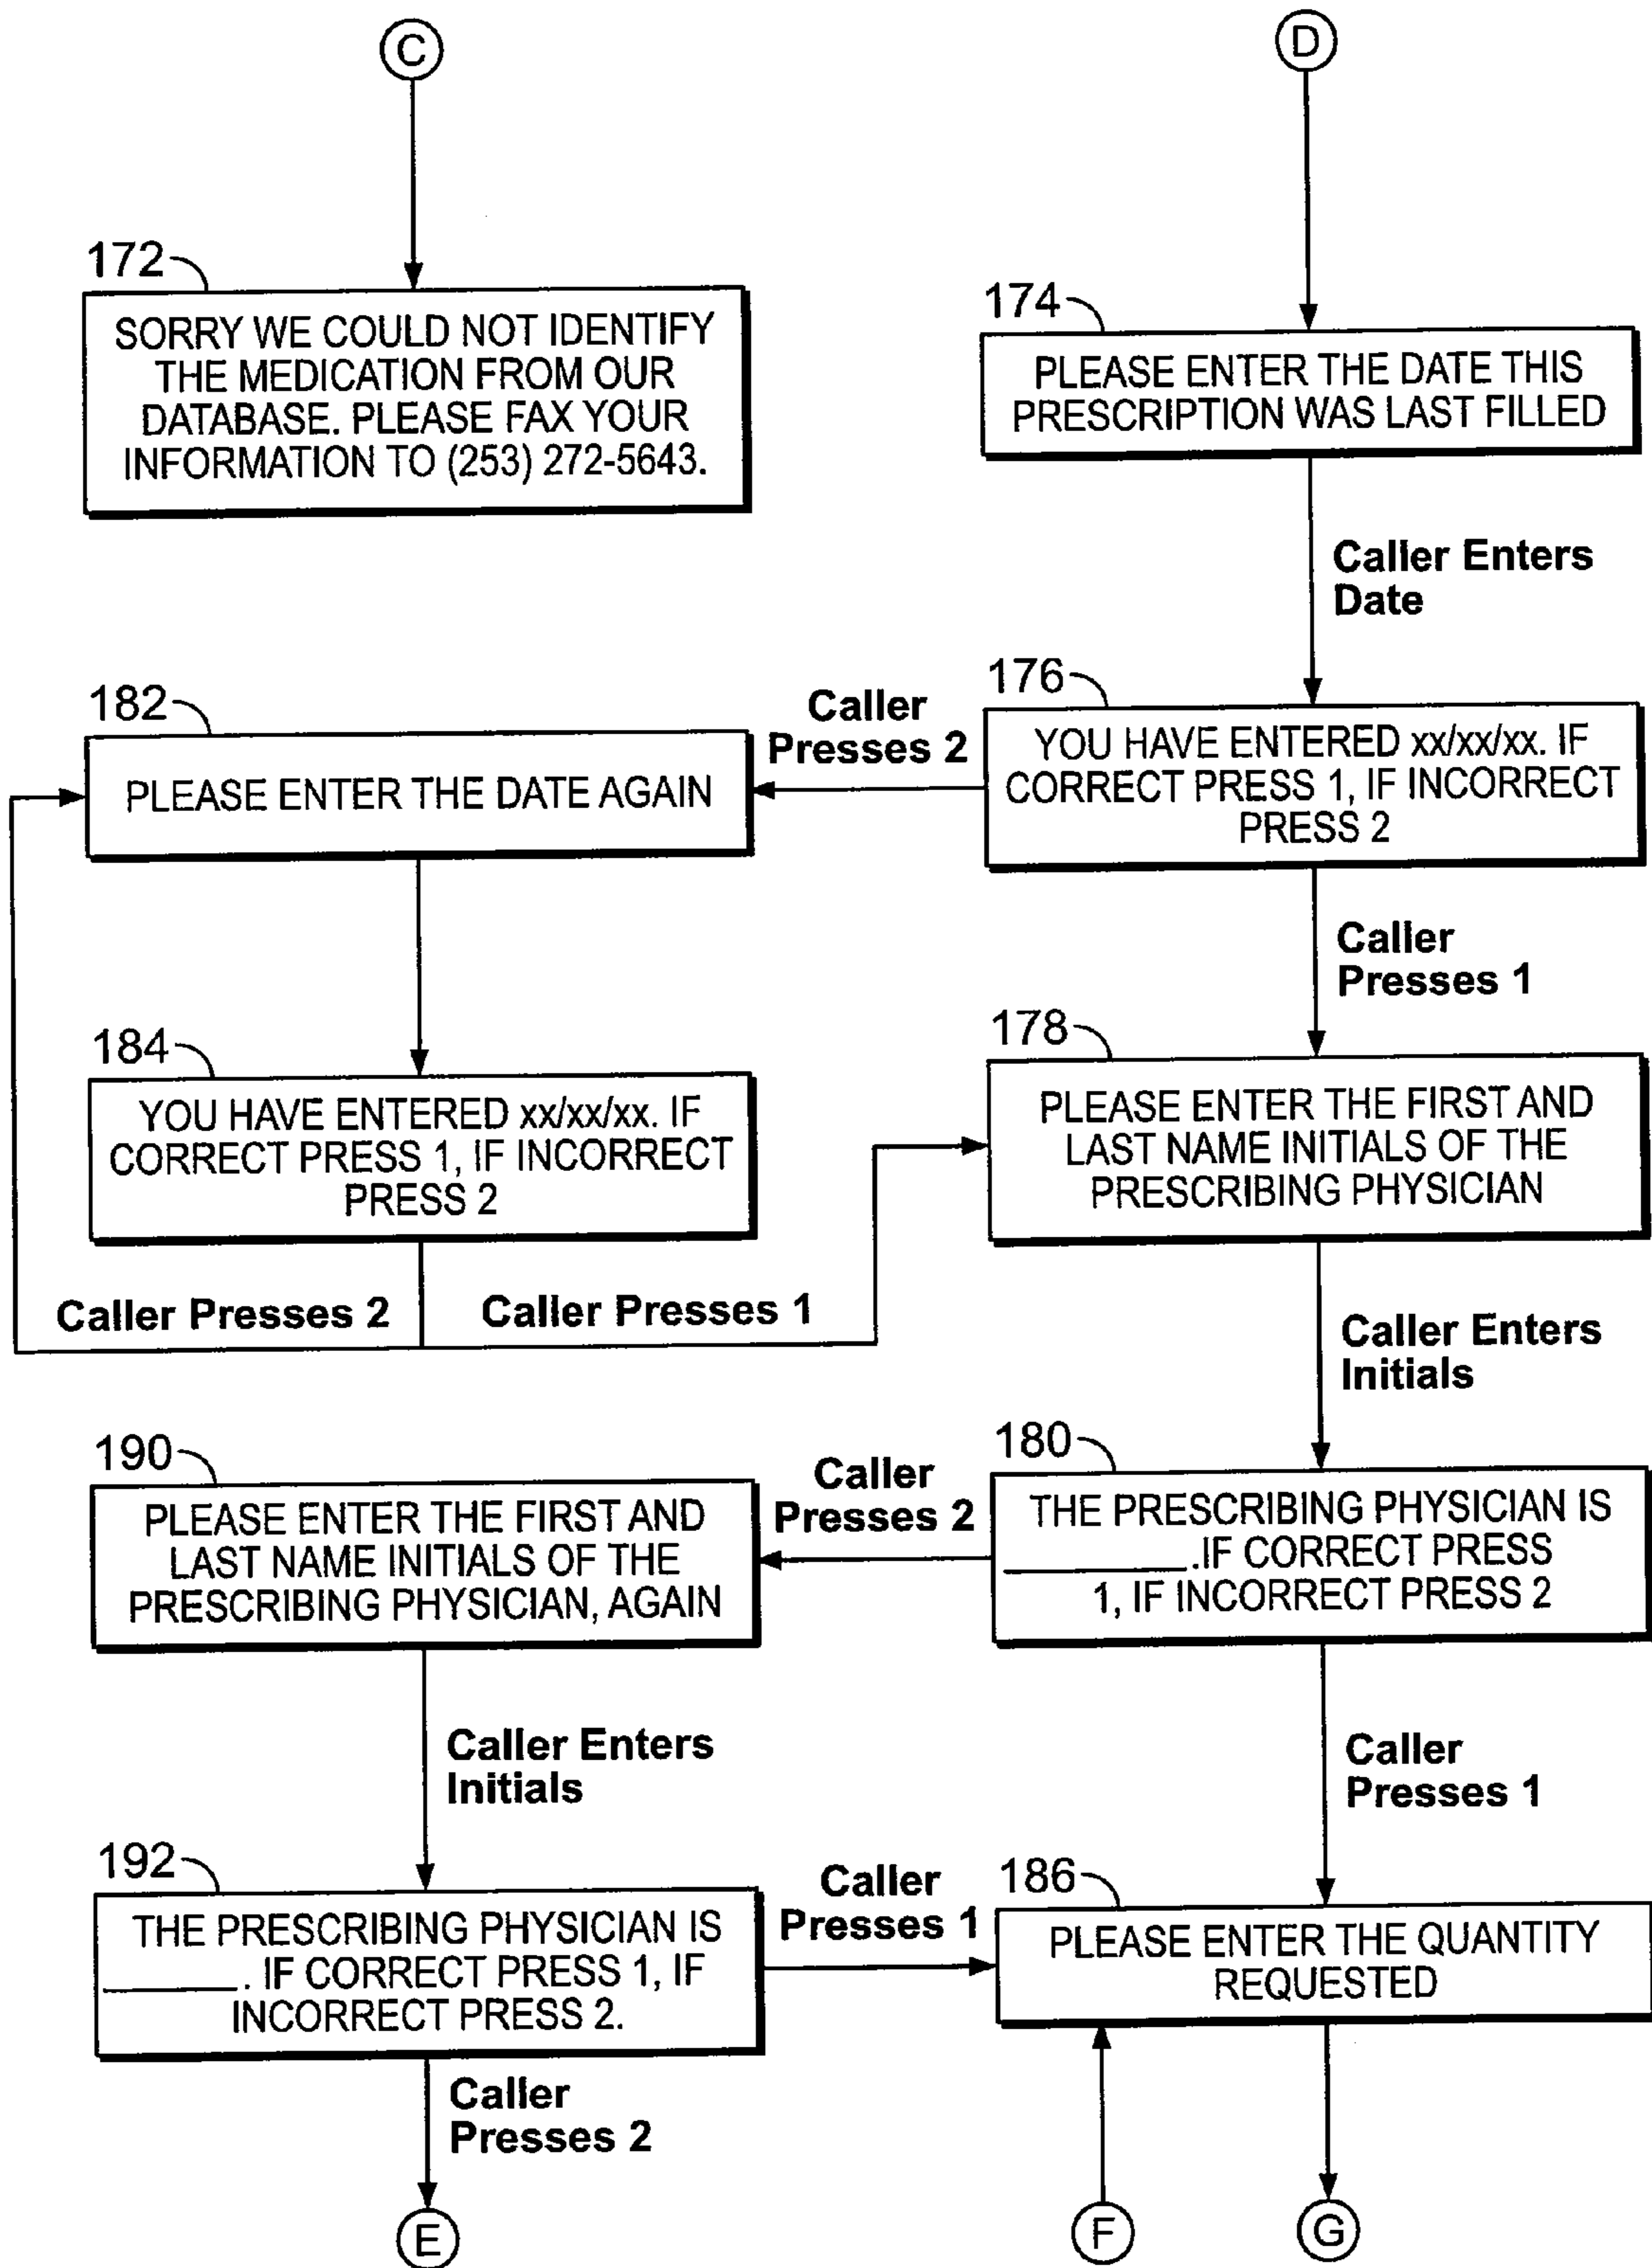 C
D
172
SORRY WE COULD NOT IDENTIFY
THE MEDICATION FROM OUR
DATABASE. PLEASE FAX YOUR
INFORMATION TO (253) 272-5643.
174
PLEASE ENTER THE DATE THIS
PRESCRIPTION WAS LAST FILLED
Caller Enters
Date
182
PLEASE ENTER THE DATE AGAIN
Caller
Presses 2
176
YOU HAVE ENTERED xx/xx/xx. IF
CORRECT PRESS 1, IF INCORRECT
PRESS 2
Caller
Presses 1
184
YOU HAVE ENTERED xx/xx/xx. IF
CORRECT PRESS 1, IF INCORRECT
PRESS 2
178
PLEASE ENTER THE FIRST AND
LAST NAME INITIALS OF THE
PRESCRIBING PHYSICIAN
Caller Presses 2
Caller Presses 1
Caller Enters
Initials
190
PLEASE ENTER THE FIRST AND
LAST NAME INITIALS OF THE
PRESCRIBING PHYSICIAN, AGAIN
Caller
Presses 2
180
THE PRESCRIBING PHYSICIAN IS
________.IF CORRECT PRESS
1, IF INCORRECT PRESS 2
Caller Enters
Initials
Caller
Presses 1
192
THE PRESCRIBING PHYSICIAN IS
______. IF CORRECT PRESS 1, IF
INCORRECT PRESS 2.
Caller
Presses 1
186
PLEASE ENTER THE QUANTITY
REQUESTED
Caller
Presses 2
E
F
G